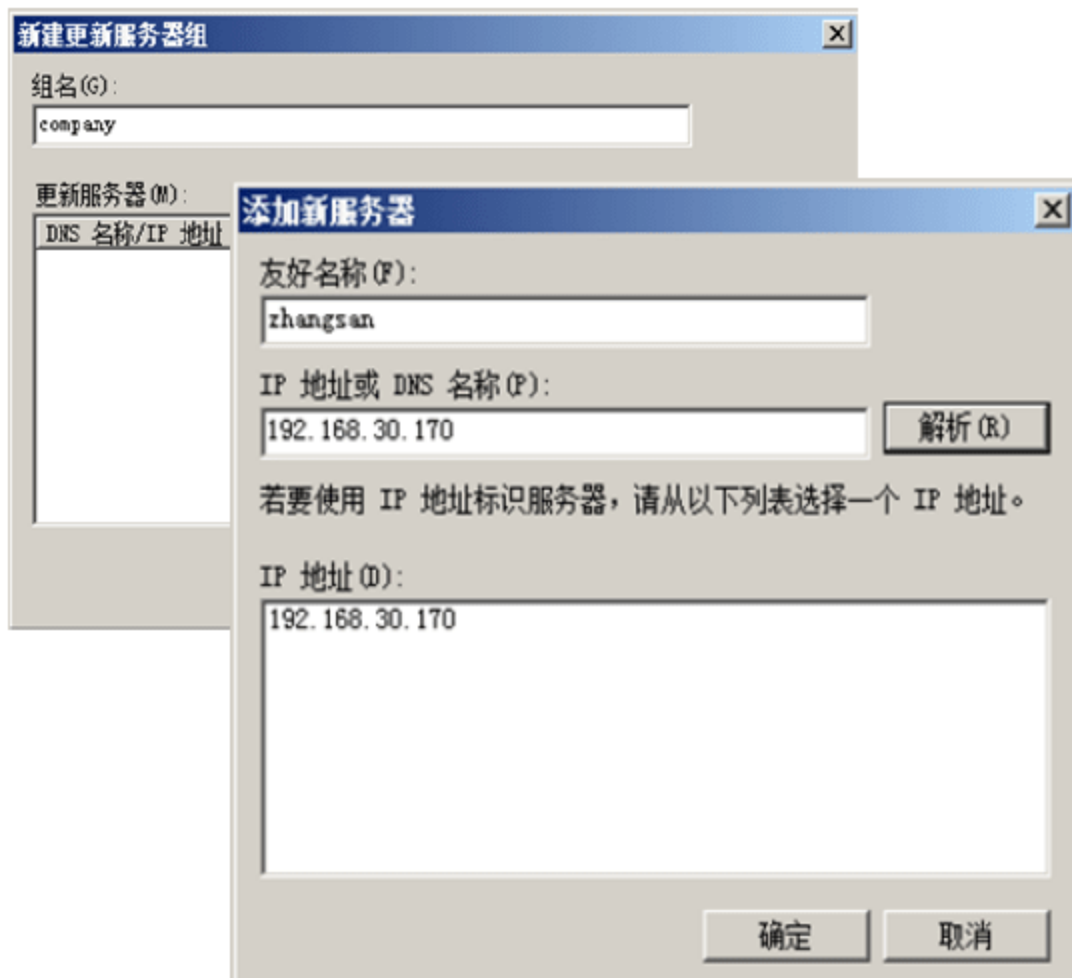 新建更新服务器组
组名(G):
company
更新服务器(M):
DNS 名称/IP 地址
添加新服务器
友好名称(F):
zhangsan
IP 地址或 DNS 名称(P):
192.168.30.170
解析(R)
若要使用 IP 地址标识服务器，请从以下列表选择一个 IP 地址。
IP 地址(D):
192.168.30.170
确定
取消